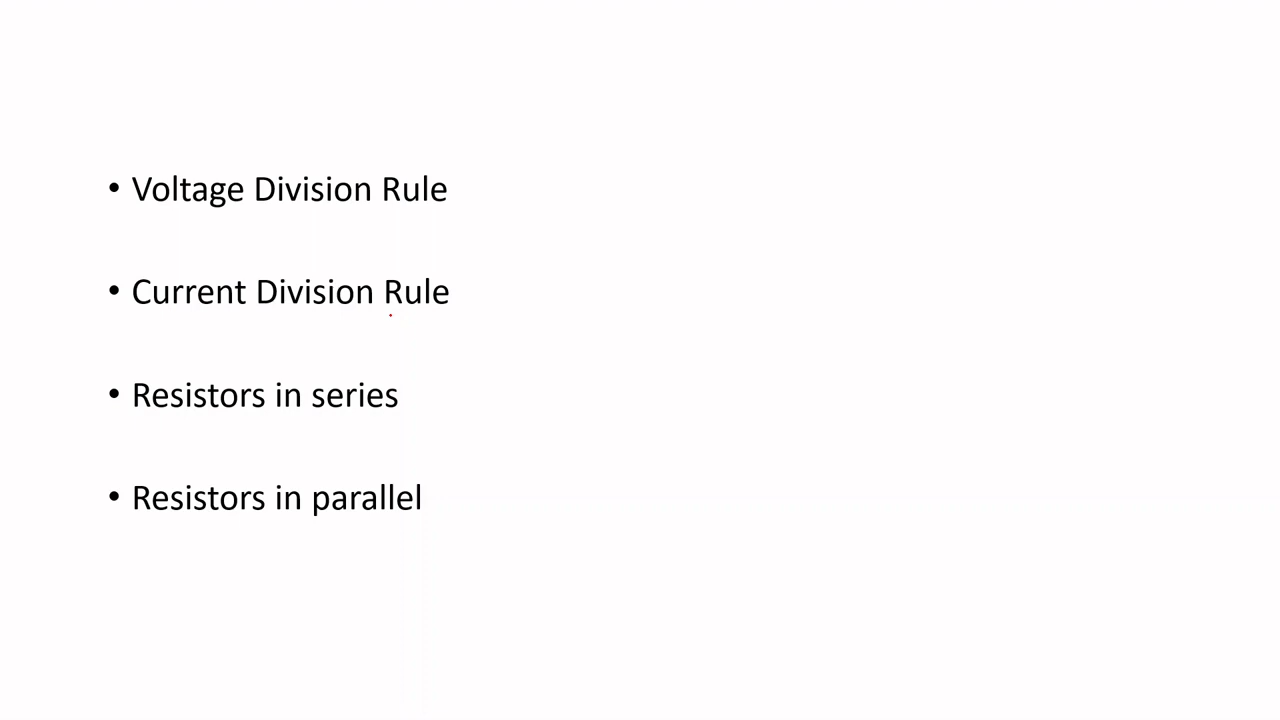 • Voltage Division Rule
• Current Division Rule
• Resistors in series
• Resistors in parallel